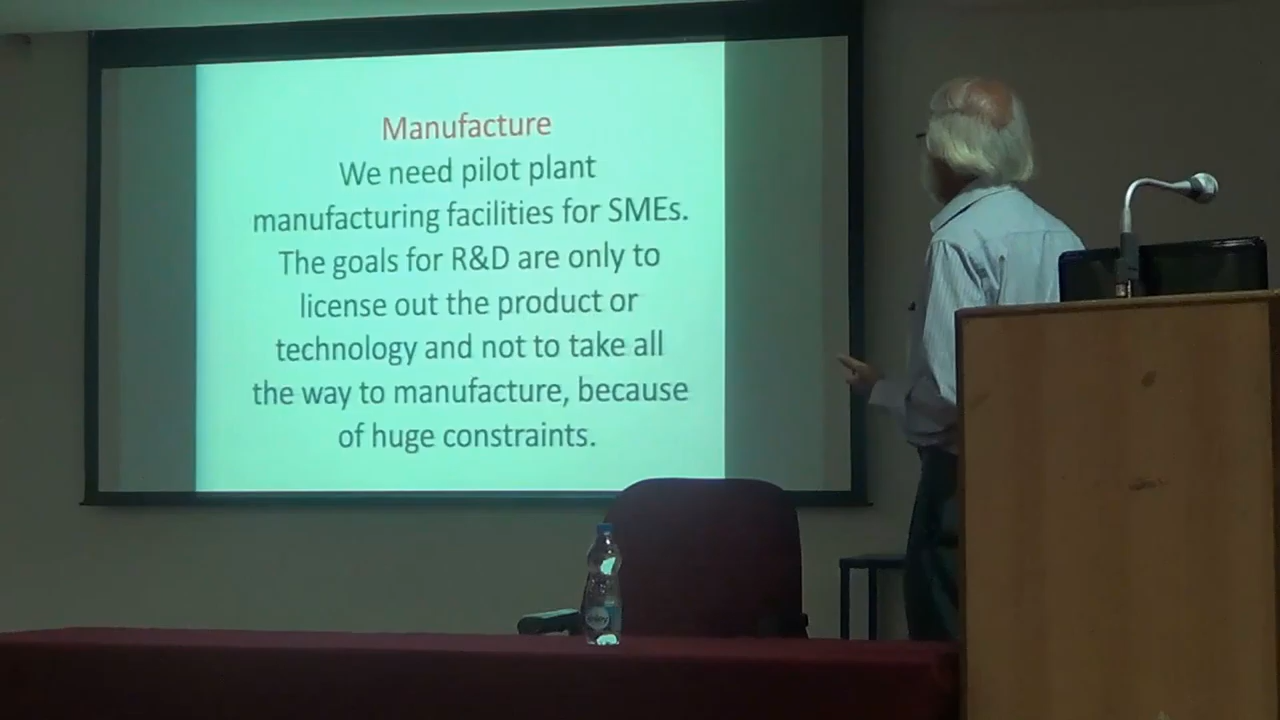 Manufacture
We need pilot plant
manufacturing facilities for SMEs.
The goals for R&D are only to
license out the product or
technology and not to take all
the way to manufacture, because
of huge constraints.